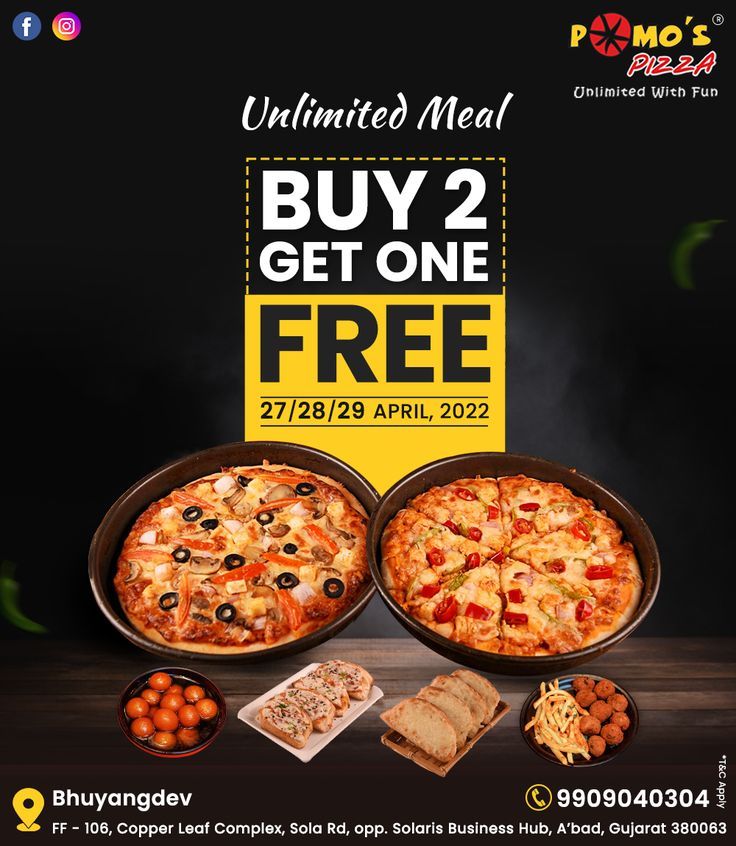 POMO'S®
PIZZA
Unlimited With Fun
Unlimited Meal
BUY 2
GET ONE
FREE
27/28/29 APRIL, 2022
*T&C Apply
Bhuyangdev
9909040304
FF - 106, Copper Leaf Complex, Sola Rd, opp. Solaris Business Hub, A'bad, Gujarat 380063